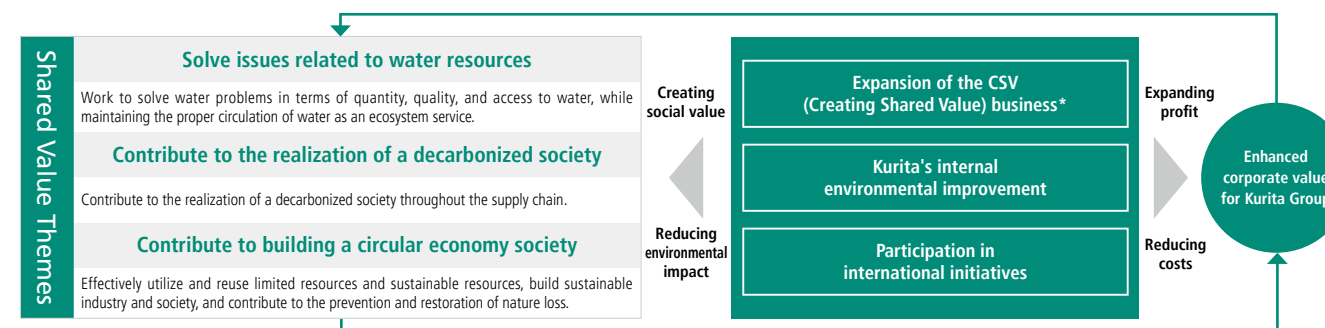 Shared Value Themes
Solve issues related to water resources
Work to solve water problems in terms of quantity, quality, and access to water, while
maintaining the proper circulation of water as an ecosystem service.
Contribute to the realization of a decarbonized society
Contribute to the realization of a decarbonized society throughout the supply chain.
Contribute to building a circular economy society
Effectively utilize and reuse limited resources and sustainable resources, build sustainable
industry and society, and contribute to the prevention and restoration of nature loss.
Creating
social value
Reducing
environmental
impact
Expansion of the CSV
(Creating Shared Value) business*
Kurita's internal
environmental improvement
Participation in
international initiatives
Expanding
profit
Reducing
costs
Enhanced
corporate value
for Kurita Group